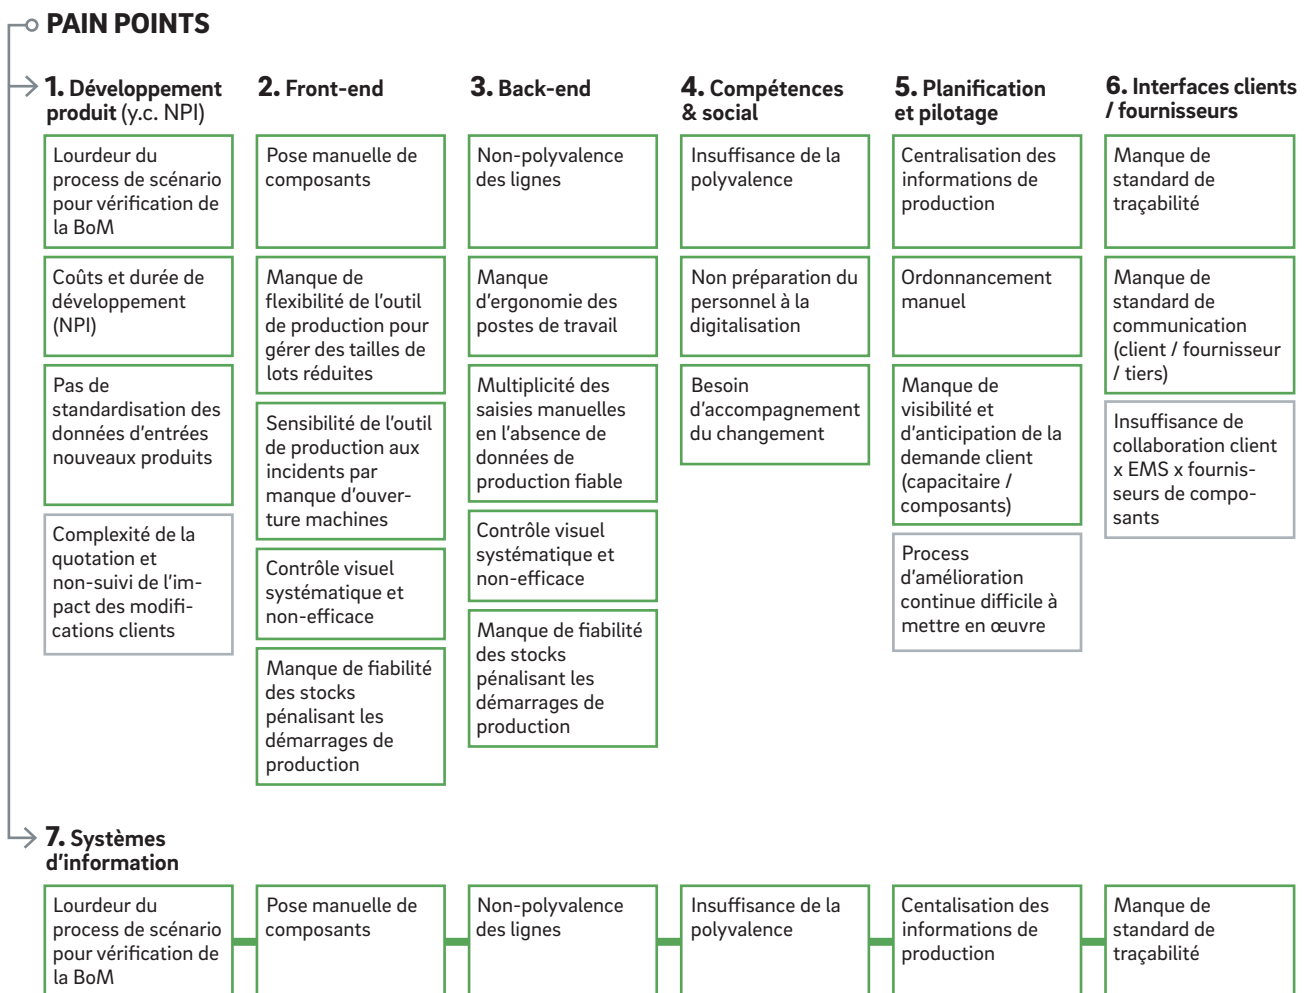 PAIN POINTS
1. Développement
produit (y.c. NPI)
Lourdeur du
process de scénario
pour vérification de
la BoM
Coûts et durée de
développement
(NPI)
Pas de
standardisation des
données d'entrées
nouveaux produits
Complexité de la
quotation et
non-suivi de l'im-
pact des modifi-
cations clients
2. Front-end
Pose manuelle de
composants
Manque de
flexibilité de l'outil
de production pour
gérer des tailles de
lots réduites
Sensibilité de l'outil
de production aux
incidents par
manque d'ouver-
ture machines
Contrôle visuel
systématique et
non-efficace
Manque de fiabilité
des stocks
pénalisant les
démarrages de
production
3. Back-end
Non-polyvalence
des lignes
Manque
d'ergonomie des
postes de travail
Multiplicité des
saisies manuelles
en l'absence de
données de
production fiable
Contrôle visuel
systématique et
non-efficace
Manque de fiabilité
des stocks
pénalisant les
démarrages de
production
4. Compétences
& social
Insuffisance de la
polyvalence
Non préparation du
personnel à la
digitalisation
Besoin
d'accompagnement
du changement
5. Planification
et pilotage
Centralisation des
informations de
production
Ordonnancement
manuel
Manque de
visibilité et
d'anticipation de la
demande client
(capacitaire /
composants)
Process
d'amélioration
continue difficile à
mettre en œuvre
6. Interfaces clients
/ fournisseurs
Manque de
standard de
traçabilité
Manque de
standard de
communication
(client / fournisseur
/ tiers)
Insuffisance de
collaboration client
x EMS x fournis-
seurs de compo-
sants
7. Systèmes
d'information
Lourdeur du
process de scénario
pour vérification de
la BoM
Pose manuelle de
composants
Non-polyvalence
des lignes
Insuffisance de la
polyvalence
Centalisation des
informations de
production
Manque de
standard de
traçabilité